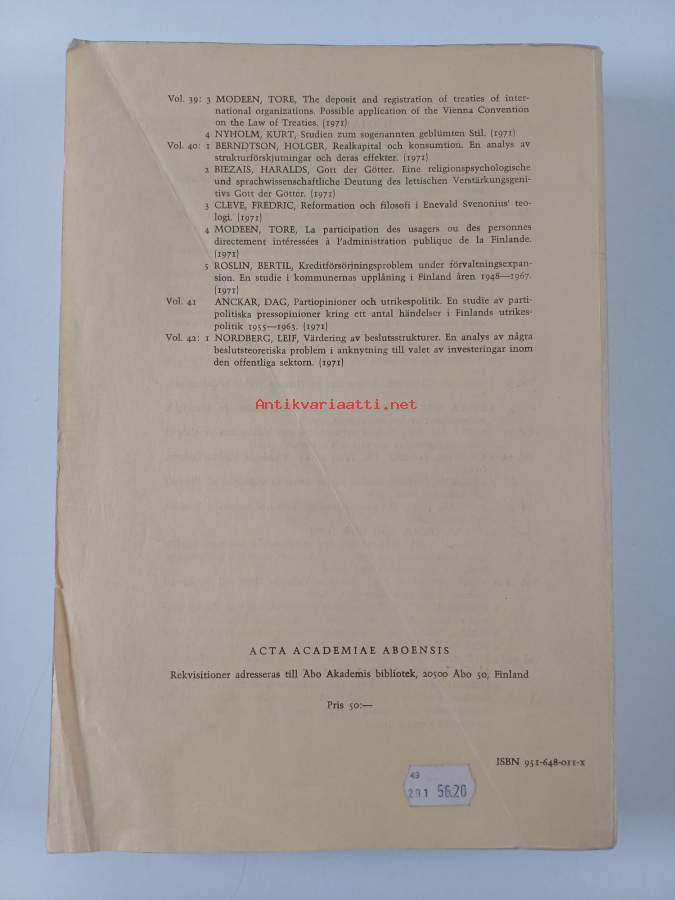 Vol. 39: 3 MODEEN, TORE, The deposit and registration of treaties of inter-
national organizations. Possible application of the Vienna Convention
on the Law of Treaties. (1971)
4 NYHOLM, KURT, Studien zum sogenannten geblümten Stil. (1971)
Vol. 40: 1 BERNDTSON, HOLGER, Realkapital och konsumtion. En analys av
strukturförskjutningar och deras effekter. (1971)
2 BIEZAIS, HARALDS, Gott der Götter. Eine religionspsychologische
und sprachwissenschaftliche Deutung des lettischen Verstärkungsgeni-
tivs Gott der Götter. (1971)
3 CLEVE, FREDRIC, Reformation och filosofi i Enevald Svenonius' teo-
logi. (1971)
4 MODEEN, TORE, La participation des usagers ou des personnes
directement intéressées à l'administration publique de la Finlande.
(1971)
5 ROSLIN, BERTIL, Kreditförsörjningsproblem under förvaltningsexpan-
sion. En studie i kommunernas upplåning i Finland åren 1948—1967.
(1971)
Vol. 41 ANCKAR, DAG, Partiopinioner och utrikespolitik. En studie av parti-
politiska pressopinioner kring ett antal händelser i Finlands utrikes-
politik 1955—1963. (1971)
Vol. 42: 1 NORDBERG, LEIF, Värdering av beslutsstrukturer. En analys av några
beslutsteoretiska problem i anknytning till valet av investeringar inom
den offentliga sektorn. (1971)
Antikvariaatti.net
ACTA ACADEMIAE ABOENSIS
Rekvisitioner adresseras till Åbo Akademis bibliotek, 20500 Åbo 50, Finland
Pris 50:—
ISBN 951-648-011-x
49
291 56.20